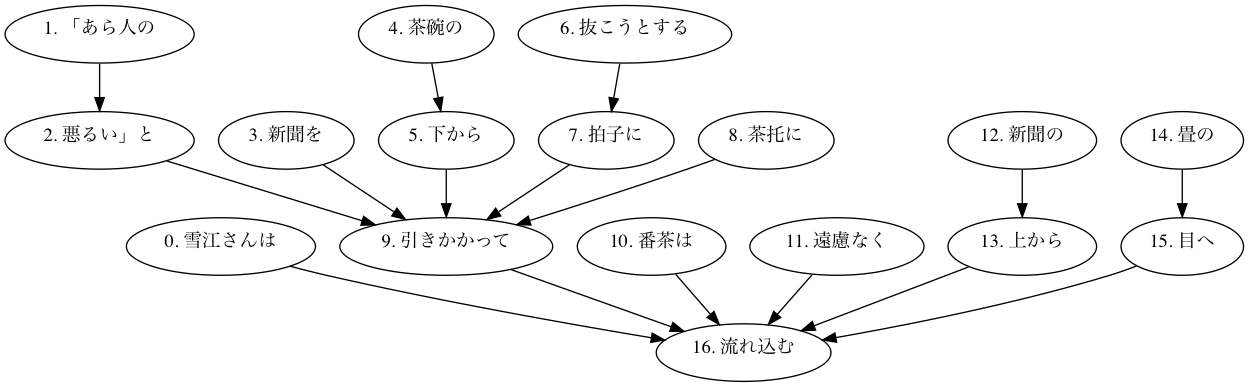 1. 「あら人の
4. 茶碗の
6. 抜こうとする
2. 悪るい」と
3. 新聞を
5. 下から
7. 拍子に
8. 茶托に
12. 新聞の
14. 畳の
0. 雪江さんは
9. 引きかかって
10. 番茶は
11. 遠慮なく
13. 上から
15. 目へ
16. 流れ込む